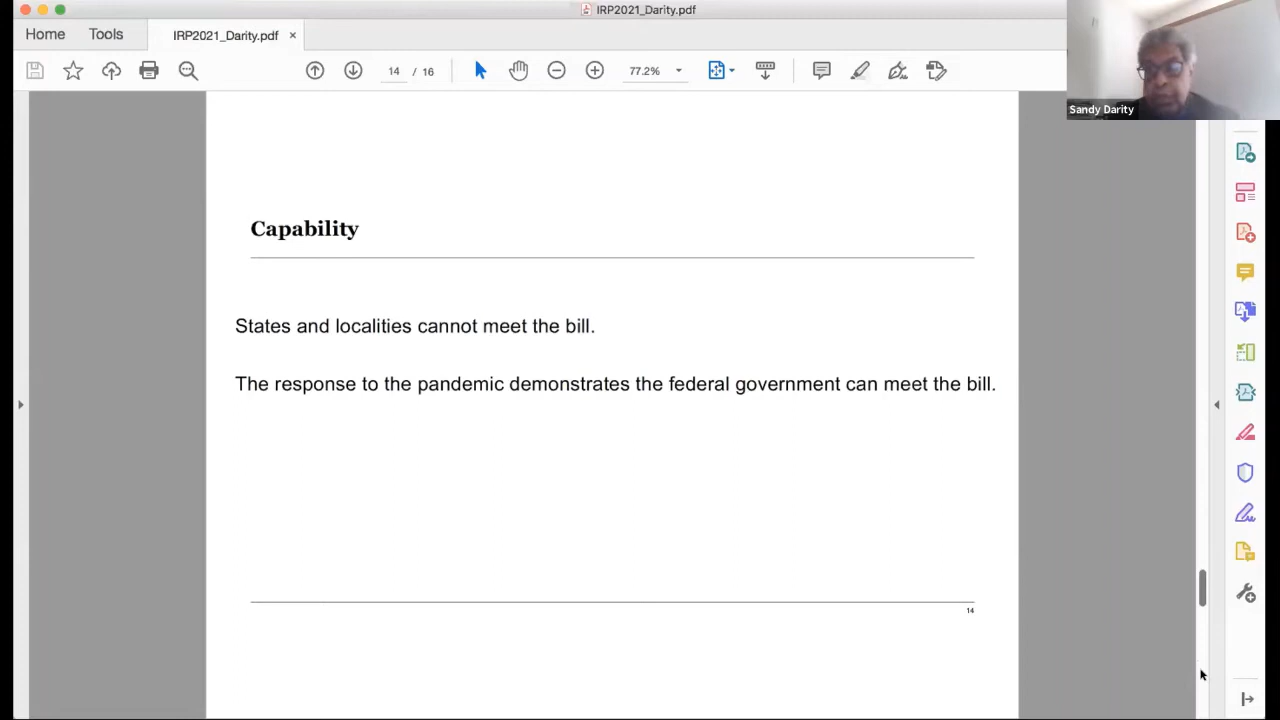 IRP2021_Darity.pdf
Home
Tools
IRP2021_Darity.pdf
14 / 16
77.2%
Sandy Darity
Capability
States and localities cannot meet the bill.
The response to the pandemic demonstrates the federal government can meet the bill.
14